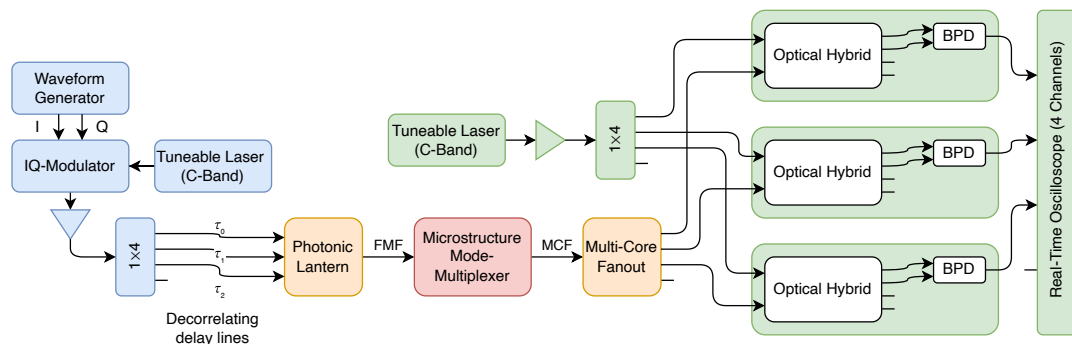 Waveform
Generator
I
Q
IQ-Modulator
Tuneable Laser
(C-Band)
1×4
τ0
τ1
τ2
Decorrelating
delay lines
Photonic
Lantern
FMF
Microstructure
Mode-
Multiplexer
MCF
Multi-Core
Fanout
Tuneable Laser
(C-Band)
1×4
Optical Hybrid
BPD
Optical Hybrid
BPD
Optical Hybrid
BPD
Real-Time Oscilloscope (4 Channels)